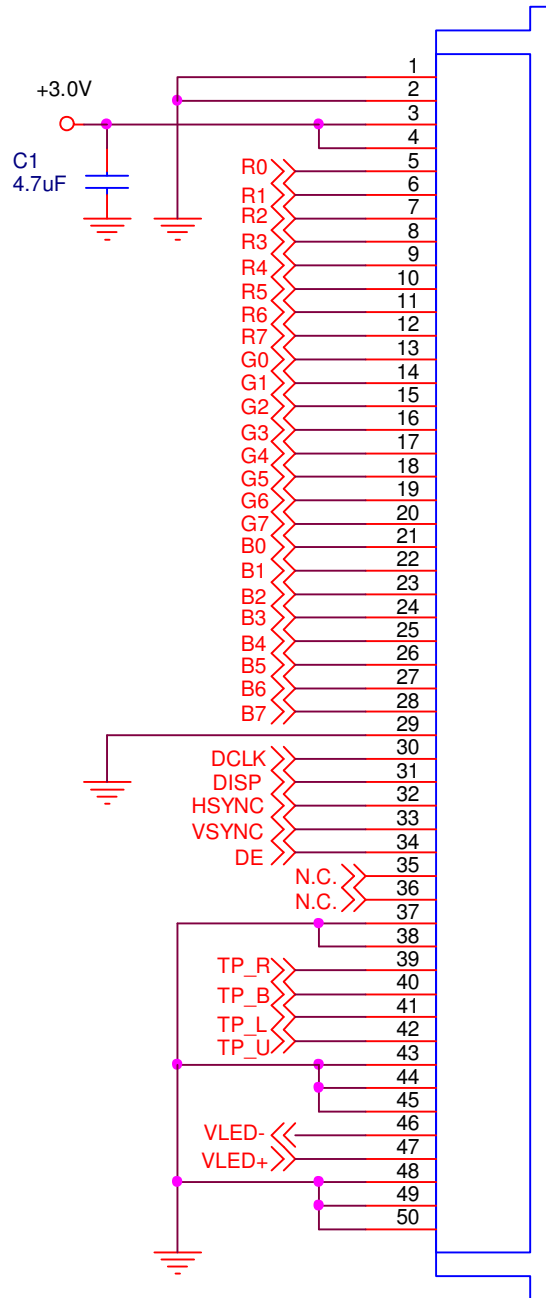 1
2
+3.0V
3
4
C1
4.7uF
R0
5
R1
6
R2
7
R3
8
R4
9
R5
10
R6
11
R7
12
G0
13
G1
14
G2
15
G3
16
G4
17
G5
18
G6
19
G7
20
B0
21
B1
22
B2
23
B3
24
B4
25
B5
26
B6
27
B7
28
29
DCLK
30
DISP
31
HSYNC
32
VSYNC
33
DE
34
N.C.
35
N.C.
36
37
38
TP_R
39
TP_B
40
TP_L
41
TP_U
42
43
44
45
VLED-
46
VLED+
47
48
49
50